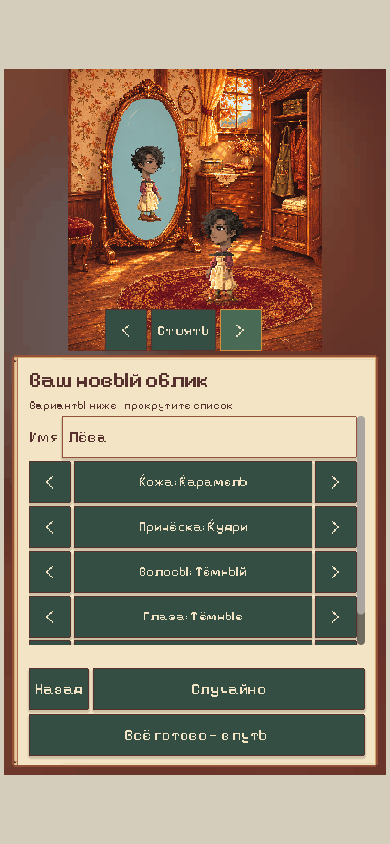 Стоять
Ваш новый облик
Варианты ниже прокрутите список
Имя Лёва
Кожа: Карамель
Причёска: Кудри
Волосы: Тёмный
Глаза: Тёмные
Назад Случайно
Всё готово — в путь